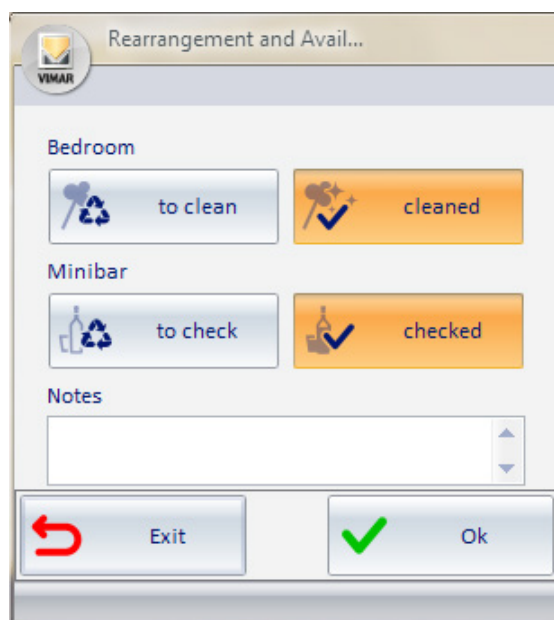 Rearrangement and Avail...
VIMAR
Bedroom
to clean
cleaned
Minibar
to check
checked
Notes
Exit
Ok